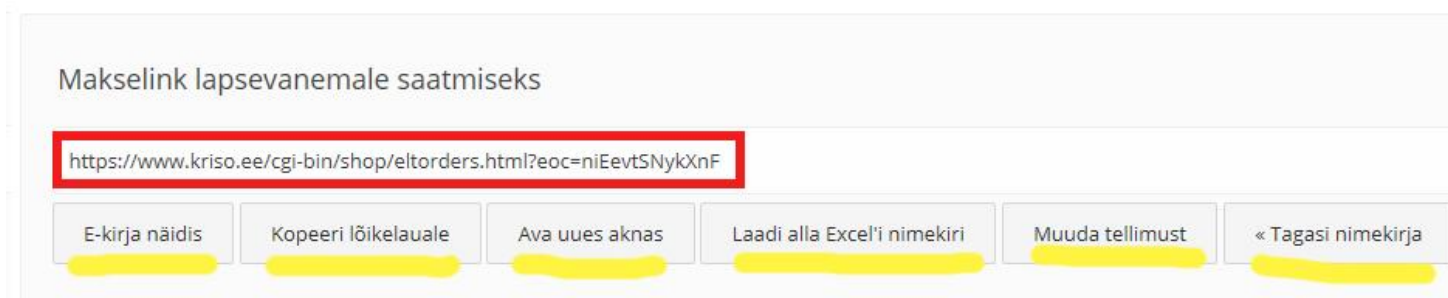 Makselink lapsevanemale saatmiseks
https://www.kriso.ee/cgi-bin/shop/eltorders.html?eoc=niEevtSNykXnF
E-kirja näidis Kopeeri lõikelauale Ava uues aknas Laadi alla Excel'i nimekiri Muuda tellimust « Tagasi nimekirja